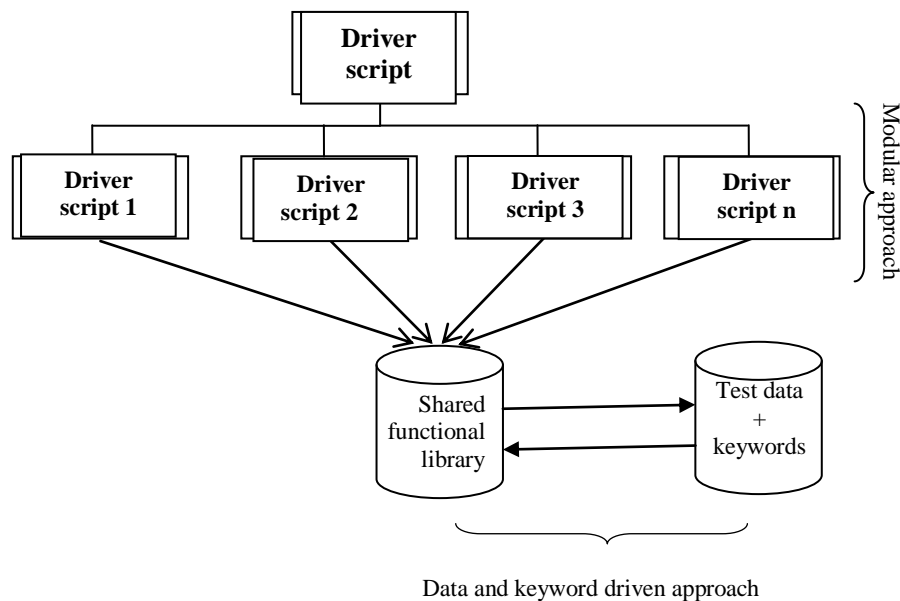 Driver
script
Driver
script 1
Driver
script 2
Driver
script 3
Driver
script n
Modular approach
Shared
functional
library
Test data
+
keywords
Data and keyword driven approach